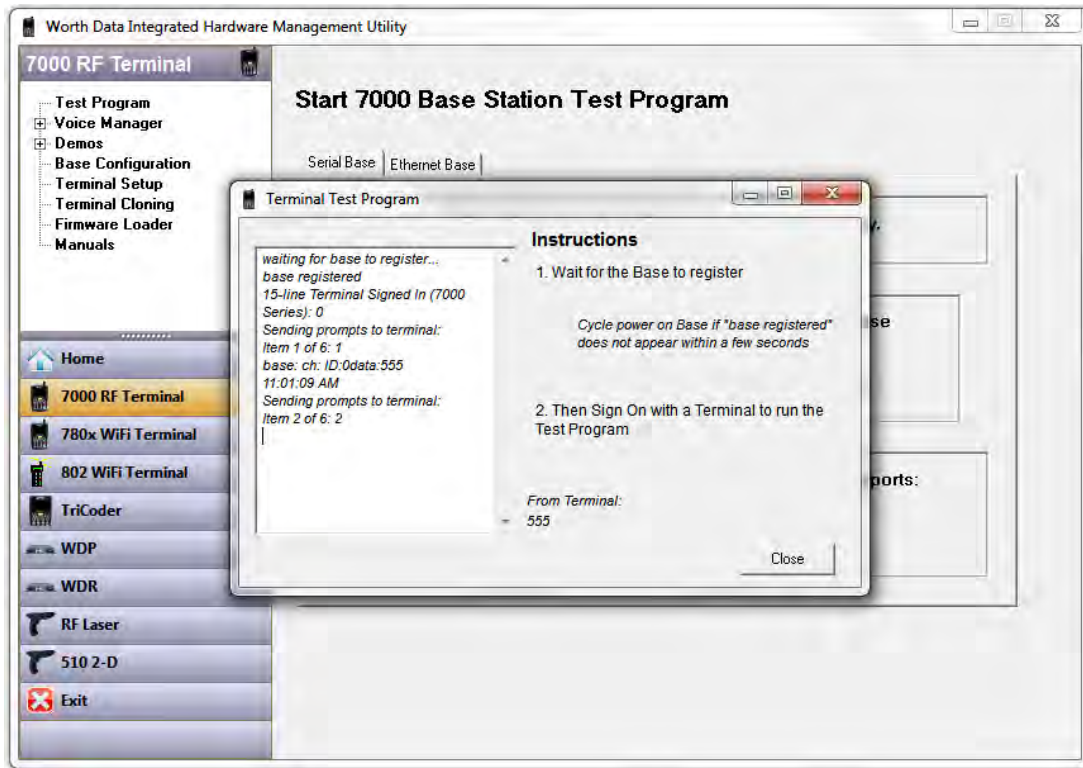 Worth Data Integrated Hardware Management Utility
7000 RF Terminal
Test Program
Voice Manager
Demos
Base Configuration
Terminal Setup
Terminal Cloning
Firmware Loader
Manuals
Home
7000 RF Terminal
780x WiFi Terminal
802 WiFi Terminal
TriCoder
WDP
WDR
RF Laser
510 2-D
Exit
Start 7000 Base Station Test Program
Serial Base
Ethernet Base
Terminal Test Program
waiting for base to register...
base registered
15-line Terminal Signed In (7000
Series): 0
Sending prompts to terminal:
Item 1 of 6: 1
base: ch: ID:0data:555
11:01:09 AM
Sending prompts to terminal:
Item 2 of 6: 2
Instructions
1. Wait for the Base to register
Cycle power on Base if "base registered"
does not appear within a few seconds
2. Then Sign On with a Terminal to run the
Test Program
From Terminal:
555
Close
se
ports: